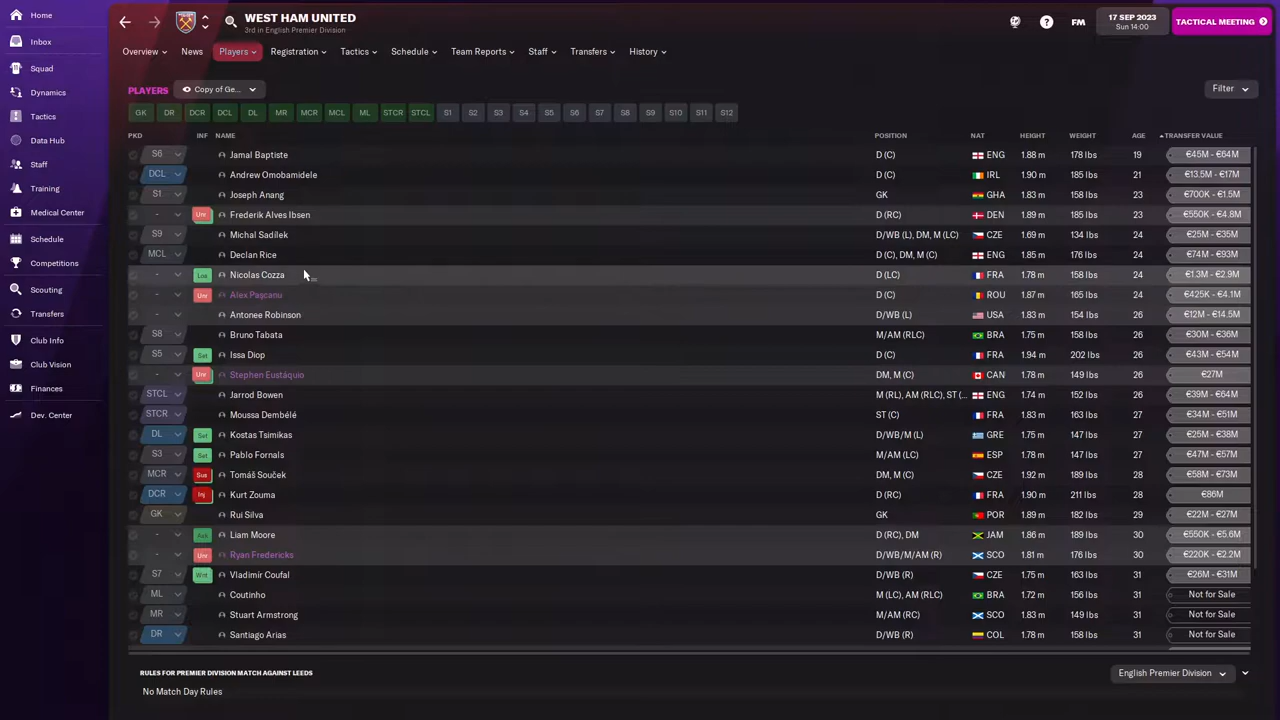 Home
WEST HAM UNITED
3rd in English Premier Division
FM
17 SEP 2023
Sun 14:00
TACTICAL MEETING
Inbox
Overview News Players Registration Tactics Schedule Team Reports Staff Transfers History
Squad
Dynamics
PLAYERS Copy of Ge... Filter
Tactics
GK DR DCR DCL DL MR MCR MCL ML STCR STCL S1 S2 S3 S4 S5 S6 S7 S8 S9 S10 S11 S12
Data Hub
PKD INF NAME POSITION NAT HEIGHT WEIGHT AGE TRANSFER VALUE
S6 Jamal Baptiste D (C) ENG 1.88 m 178 lbs 19 €45M - €64M
Staff
DCL Andrew Omobamidele D (C) IRL 1.90 m 185 lbs 21 €13.5M - €17M
Training
S1 Joseph Anang GK GHA 1.83 m 158 lbs 23 €700K - €1.5M
Medical Center
- Unr Frederik Alves Ibsen D (RC) DEN 1.89 m 185 lbs 23 €550K - €4.8M
Schedule
S9 Michal Sadílek D/WB (L), DM, M (LC) CZE 1.69 m 134 lbs 24 €25M - €35M
MCL Declan Rice D (C), DM, M (C) ENG 1.85 m 176 lbs 24 €74M - €93M
Competitions
- Loa Nicolas Cozza D (LC) FRA 1.78 m 158 lbs 24 €1.3M - €2.9M
Scouting
- Unr Alex Pașcanu D (C) ROU 1.87 m 165 lbs 24 €425K - €4.1M
Transfers
- Antonee Robinson D/WB (L) USA 1.83 m 154 lbs 26 €12M - €14.5M
S8 Bruno Tabata M/AM (RLC) BRA 1.75 m 158 lbs 26 €30M - €36M
Club Info
S5 Set Issa Diop D (C) FRA 1.94 m 202 lbs 26 €43M - €54M
Club Vision
- Unr Stephen Eustáquio DM, M (C) CAN 1.78 m 149 lbs 26 €27M
Finances
STCL Jarrod Bowen M (RL), AM (RLC), ST (... ENG 1.74 m 152 lbs 26 €39M - €64M
STCR Moussa Dembélé ST (C) FRA 1.83 m 163 lbs 27 €34M - €51M
Dev. Center
DL Set Kostas Tsimikas D/WB/M (L) GRE 1.75 m 147 lbs 27 €25M - €38M
S3 Set Pablo Fornals M/AM (LC) ESP 1.78 m 147 lbs 27 €47M - €57M
MCR Sus Tomáš Souček DM, M (C) CZE 1.92 m 189 lbs 28 €58M - €73M
DCR Inj Kurt Zouma D (RC) FRA 1.90 m 211 lbs 28 €86M
GK Rui Silva GK POR 1.89 m 182 lbs 29 €22M - €27M
- Liam Moore D (RC), DM JAM 1.86 m 189 lbs 30 €550K - €5.6M
- Unr Ryan Fredericks D/WB/M/AM (R) SCO 1.81 m 176 lbs 30 €220K - €2.2M
S7 Wnt Vladimír Coufal D/WB (R) CZE 1.75 m 163 lbs 31 €26M - €31M
ML Coutinho M (LC), AM (RLC) BRA 1.72 m 156 lbs 31 Not for Sale
MR Stuart Armstrong M/AM (RC) SCO 1.83 m 149 lbs 31 Not for Sale
DR Santiago Arias D/WB (R) COL 1.78 m 158 lbs 31 Not for Sale
RULES FOR PREMIER DIVISION MATCH AGAINST LEEDS English Premier Division
No Match Day Rules